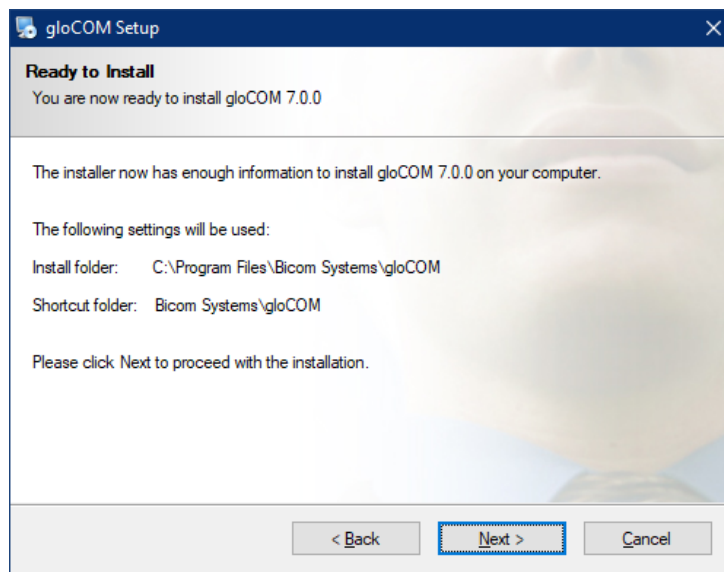 gloCOM Setup
Ready to Install
You are now ready to install gloCOM 7.0.0
The installer now has enough information to install gloCOM 7.0.0 on your computer.
The following settings will be used:
Install folder: C:\Program Files\Bicom Systems\gloCOM
Shortcut folder: Bicom Systems\gloCOM
Please click Next to proceed with the installation.
< Back Next > Cancel